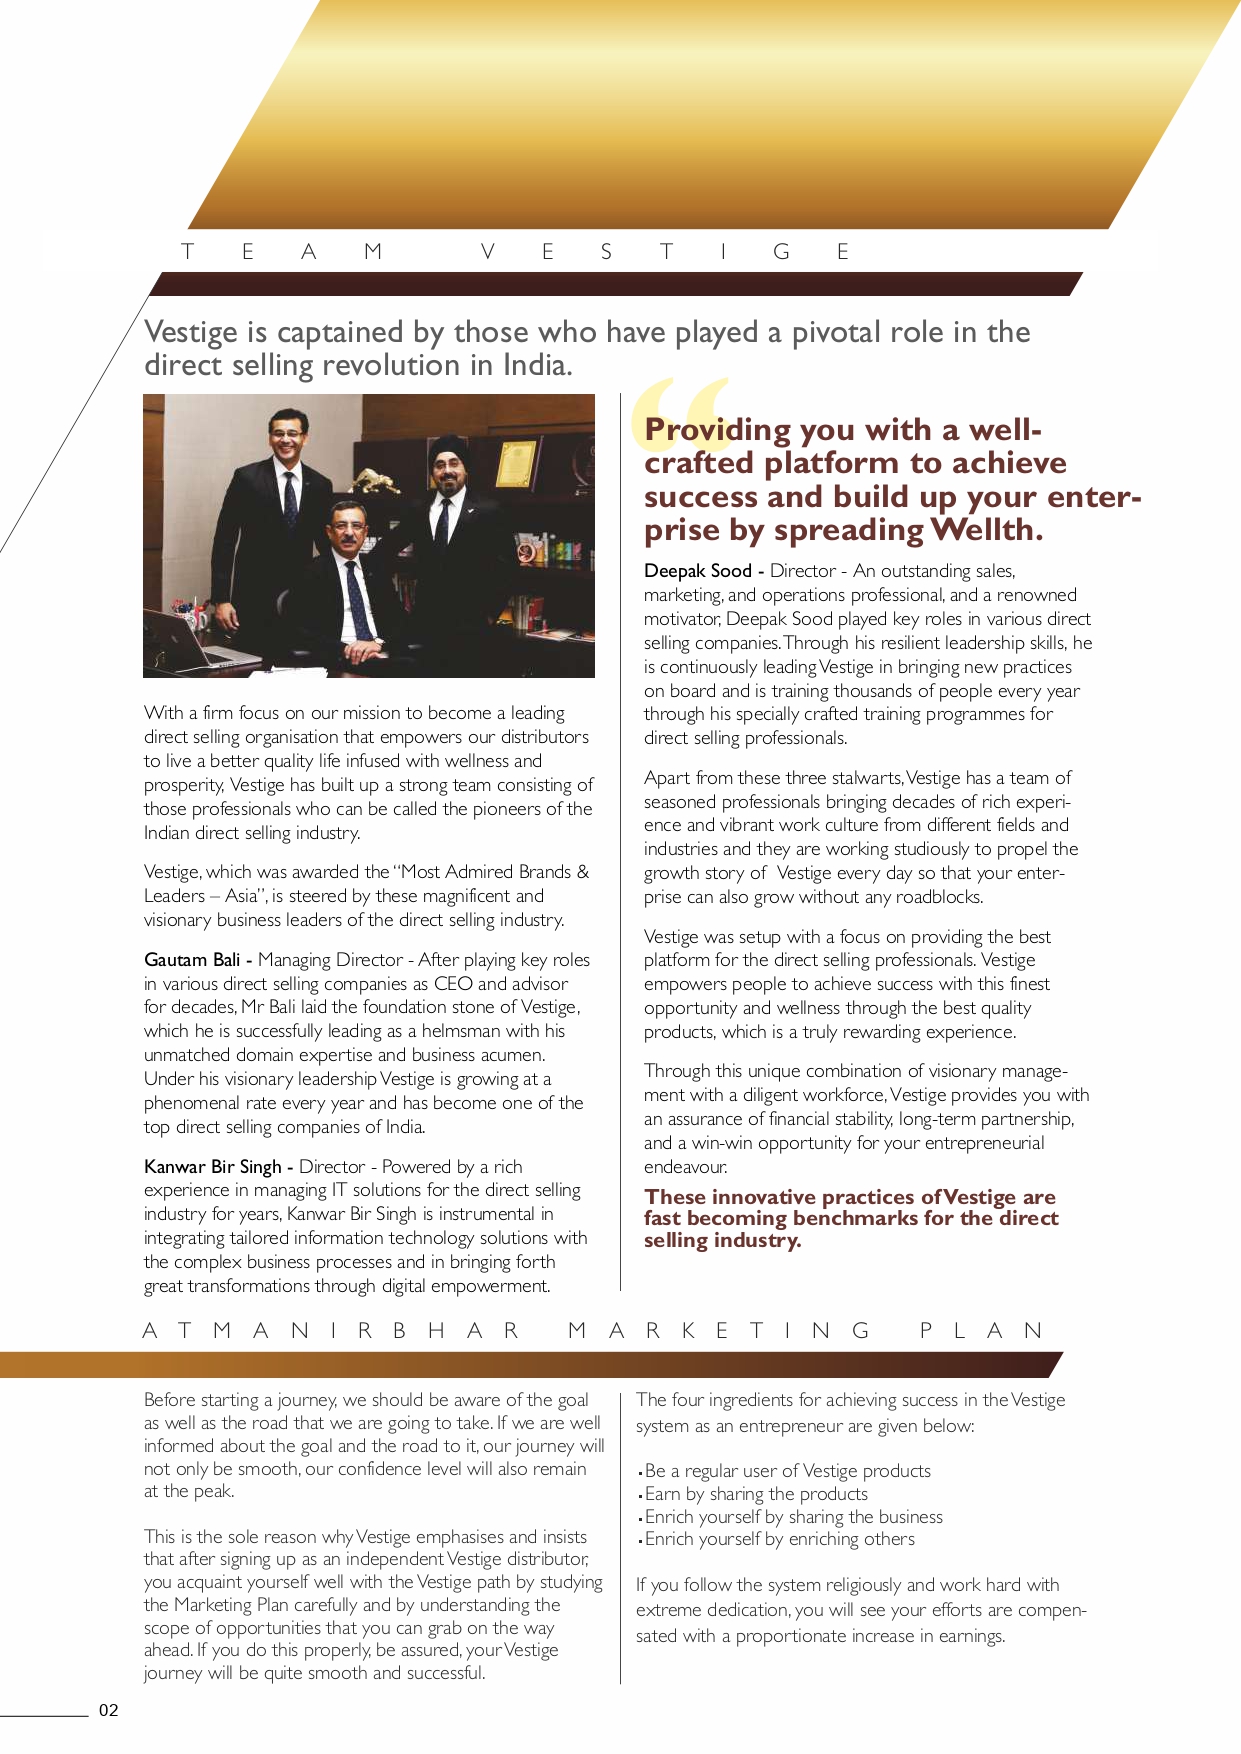 TEAM VESTIGE
Vestige is captained by those who have played a pivotal role in the
direct selling revolution in India.
With a firm focus on our mission to become a leading
direct selling organisation that empowers our distributors
to live a better quality life infused with wellness and
prosperity, Vestige has built up a strong team consisting of
those professionals who can be called the pioneers of the
Indian direct selling industry.
Vestige, which was awarded the “Most Admired Brands &
Leaders – Asia”, is steered by these magnificent and
visionary business leaders of the direct selling industry.
Gautam Bali - Managing Director - After playing key roles
in various direct selling companies as CEO and advisor
for decades, Mr Bali laid the foundation stone of Vestige,
which he is successfully leading as a helmsman with his
unmatched domain expertise and business acumen.
Under his visionary leadership Vestige is growing at a
phenomenal rate every year and has become one of the
top direct selling companies of India.
Kanwar Bir Singh - Director - Powered by a rich
experience in managing IT solutions for the direct selling
industry for years, Kanwar Bir Singh is instrumental in
integrating tailored information technology solutions with
the complex business processes and in bringing forth
great transformations through digital empowerment.
“
Providing you with a well-
crafted platform to achieve
success and build up your enter-
prise by spreading Wellth.
Deepak Sood - Director - An outstanding sales,
marketing, and operations professional, and a renowned
motivator, Deepak Sood played key roles in various direct
selling companies. Through his resilient leadership skills, he
is continuously leading Vestige in bringing new practices
on board and is training thousands of people every year
through his specially crafted training programmes for
direct selling professionals.
Apart from these three stalwarts, Vestige has a team of
seasoned professionals bringing decades of rich experi-
ence and vibrant work culture from different fields and
industries and they are working studiously to propel the
growth story of Vestige every day so that your enter-
prise can also grow without any roadblocks.
Vestige was setup with a focus on providing the best
platform for the direct selling professionals. Vestige
empowers people to achieve success with this finest
opportunity and wellness through the best quality
products, which is a truly rewarding experience.
Through this unique combination of visionary manage-
ment with a diligent workforce, Vestige provides you with
an assurance of financial stability, long-term partnership,
and a win-win opportunity for your entrepreneurial
endeavour.
These innovative practices of Vestige are
fast becoming benchmarks for the direct
selling industry.
ATMANIRBHAR MARKETING PLAN
Before starting a journey, we should be aware of the goal
as well as the road that we are going to take. If we are well
informed about the goal and the road to it, our journey will
not only be smooth, our confidence level will also remain
at the peak.
This is the sole reason why Vestige emphasises and insists
that after signing up as an independent Vestige distributor,
you acquaint yourself well with the Vestige path by studying
the Marketing Plan carefully and by understanding the
scope of opportunities that you can grab on the way
ahead. If you do this properly, be assured, your Vestige
journey will be quite smooth and successful.
The four ingredients for achieving success in the Vestige
system as an entrepreneur are given below:
• Be a regular user of Vestige products
• Earn by sharing the products
• Enrich yourself by sharing the business
• Enrich yourself by enriching others
If you follow the system religiously and work hard with
extreme dedication, you will see your efforts are compen-
sated with a proportionate increase in earnings.
02